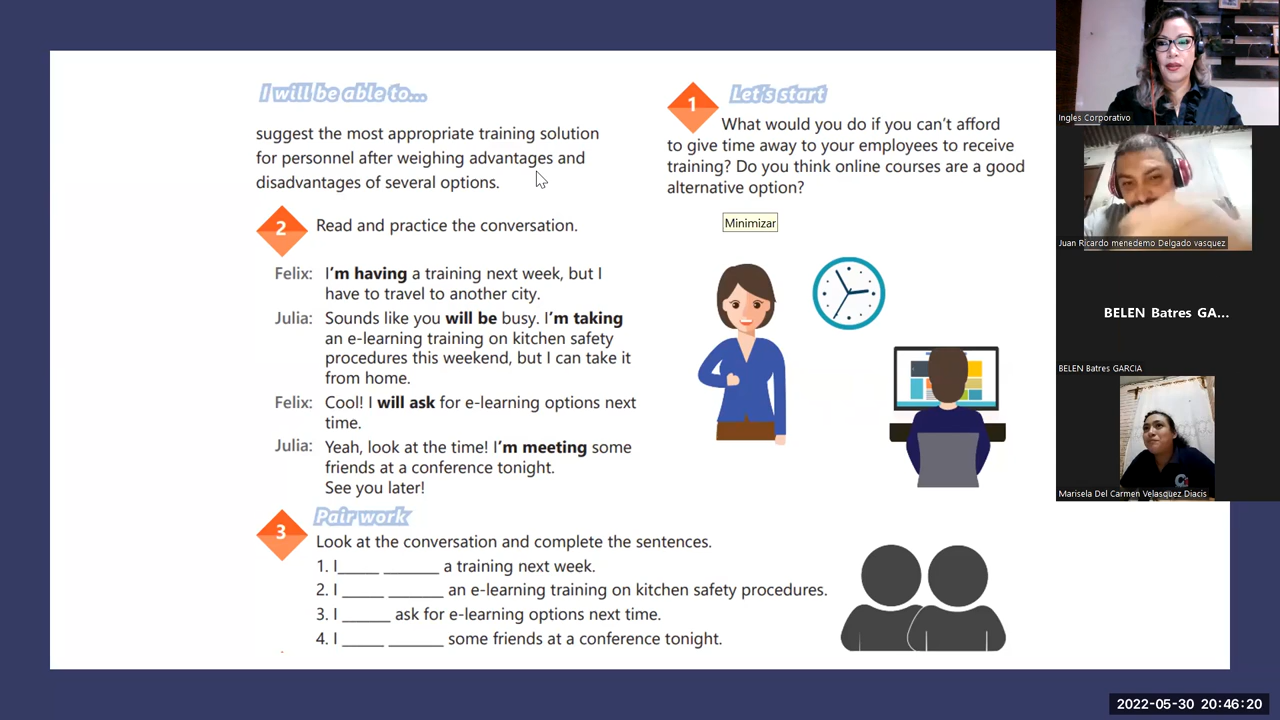 I will be able to...
suggest the most appropriate training solution
for personnel after weighing advantages and
disadvantages of several options.
1
Let's start
What would you do if you can't afford
to give time away to your employees to receive
training? Do you think online courses are a good
alternative option?
Minimizar
2
Read and practice the conversation.
Felix: I'm having a training next week, but I
have to travel to another city.
Julia: Sounds like you will be busy. I'm taking
an e-learning training on kitchen safety
procedures this weekend, but I can take it
from home.
Felix: Cool! I will ask for e-learning options next
time.
Julia: Yeah, look at the time! I'm meeting some
friends at a conference tonight.
See you later!
3
Pair work
Look at the conversation and complete the sentences.
1. I_____ _______ a training next week.
2. I _____ _______ an e-learning training on kitchen safety procedures.
3. I ______ ask for e-learning options next time.
4. I _____ _______ some friends at a conference tonight.
Ingles Corporativo
Juan Ricardo menedemo Delgado vasquez
BELEN Batres GA...
BELEN Batres GARCIA
Marisela Del Carmen Velasquez Diacis
2022-05-30 20:46:20